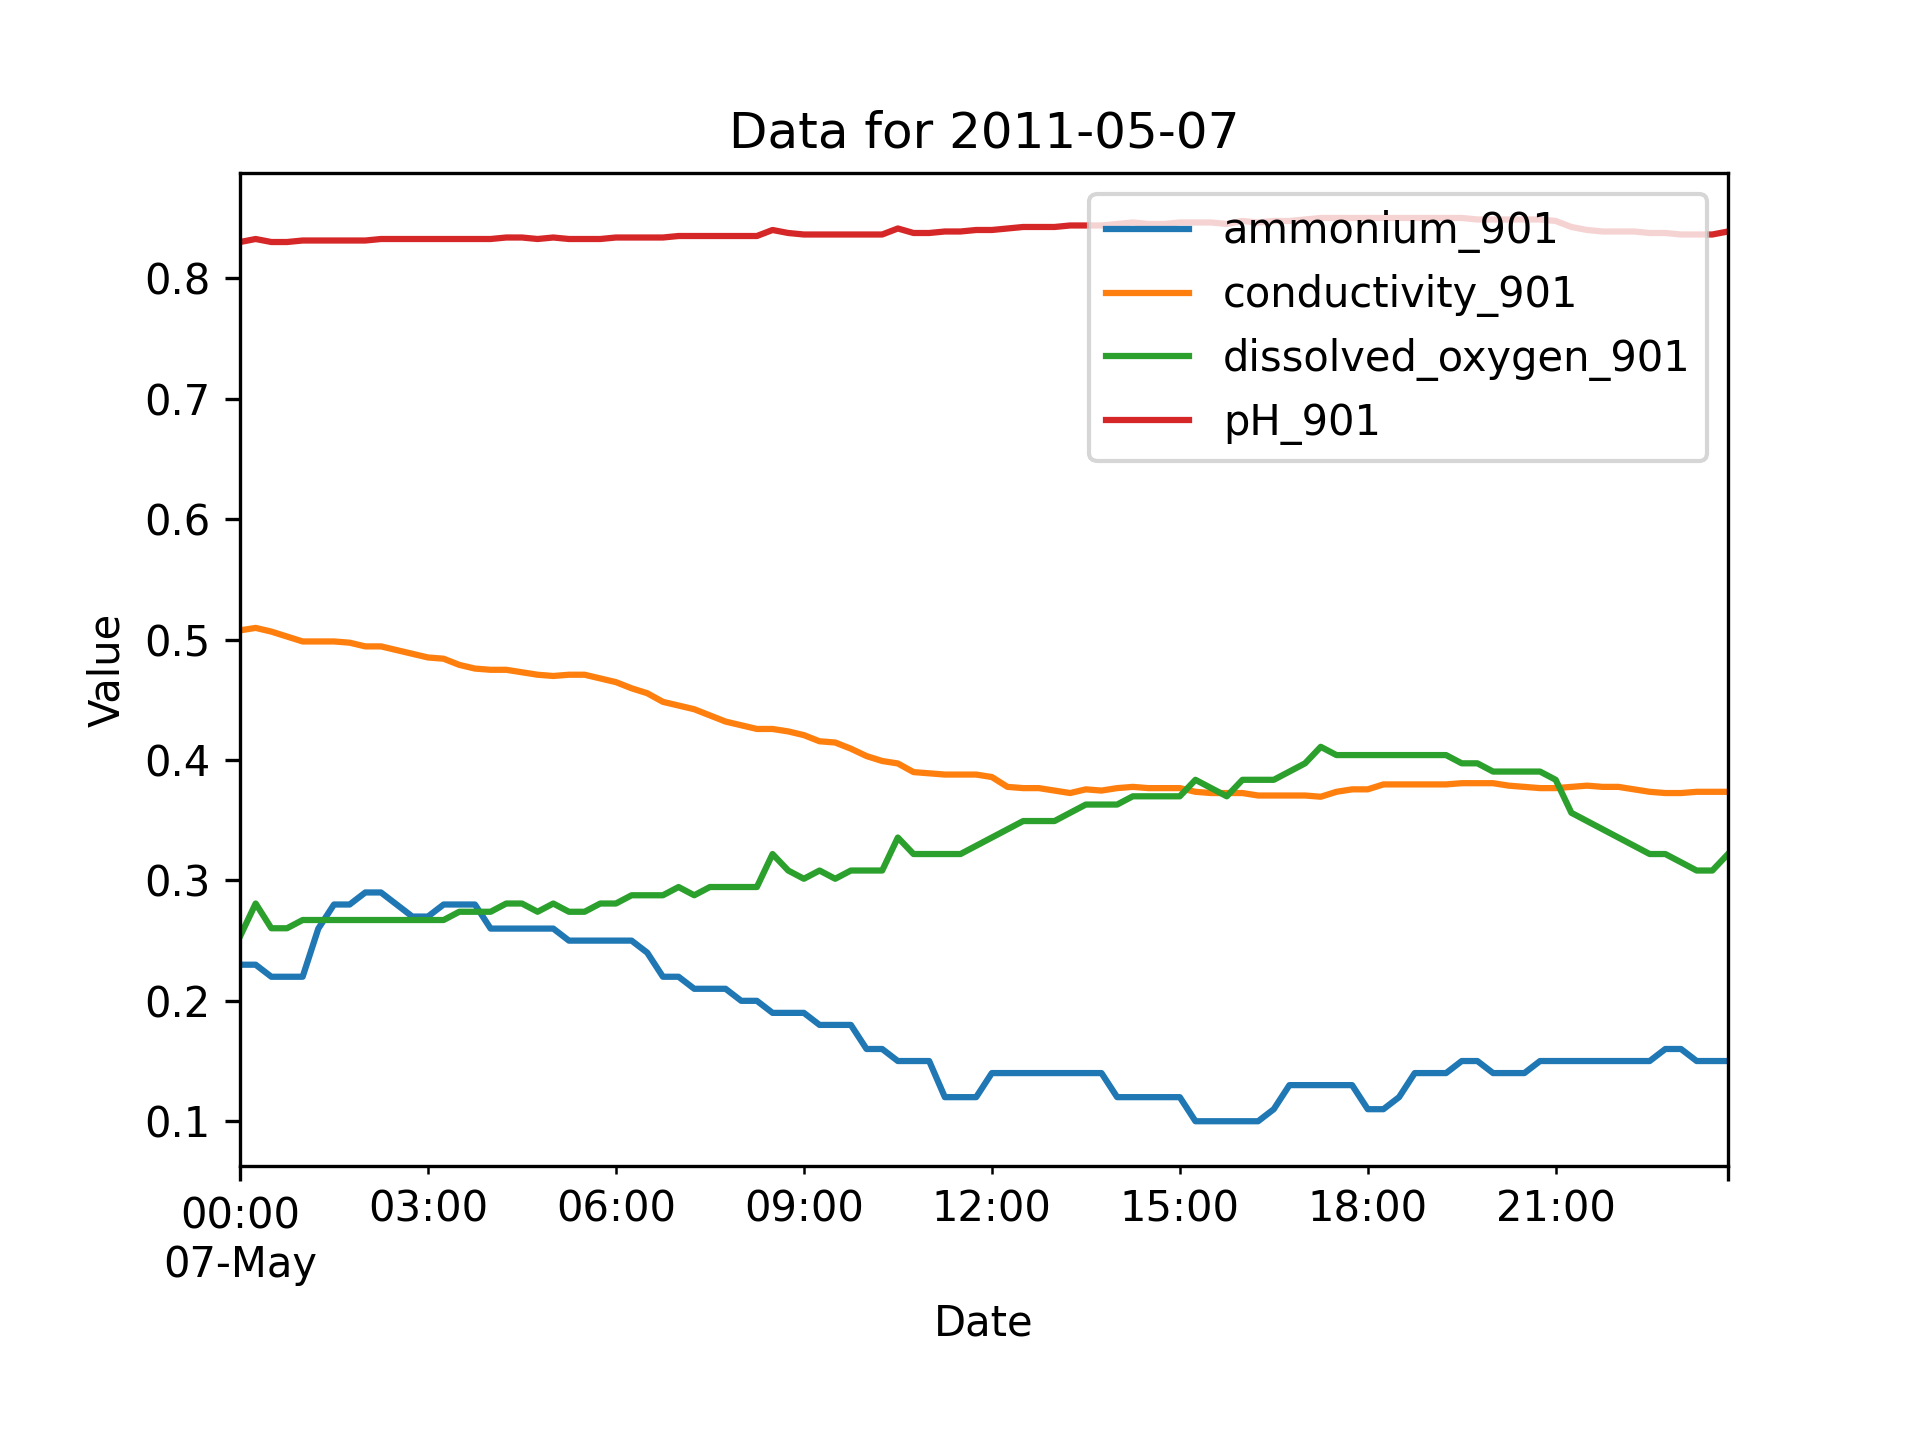 Data for 2011-05-07
ammonium_901
conductivity_901
dissolved_oxygen_901
pH_901
Value
0.8
0.7
0.6
0.5
0.4
0.3
0.2
0.1
00:00 03:00 06:00 09:00 12:00 15:00 18:00 21:00
07-May
Date